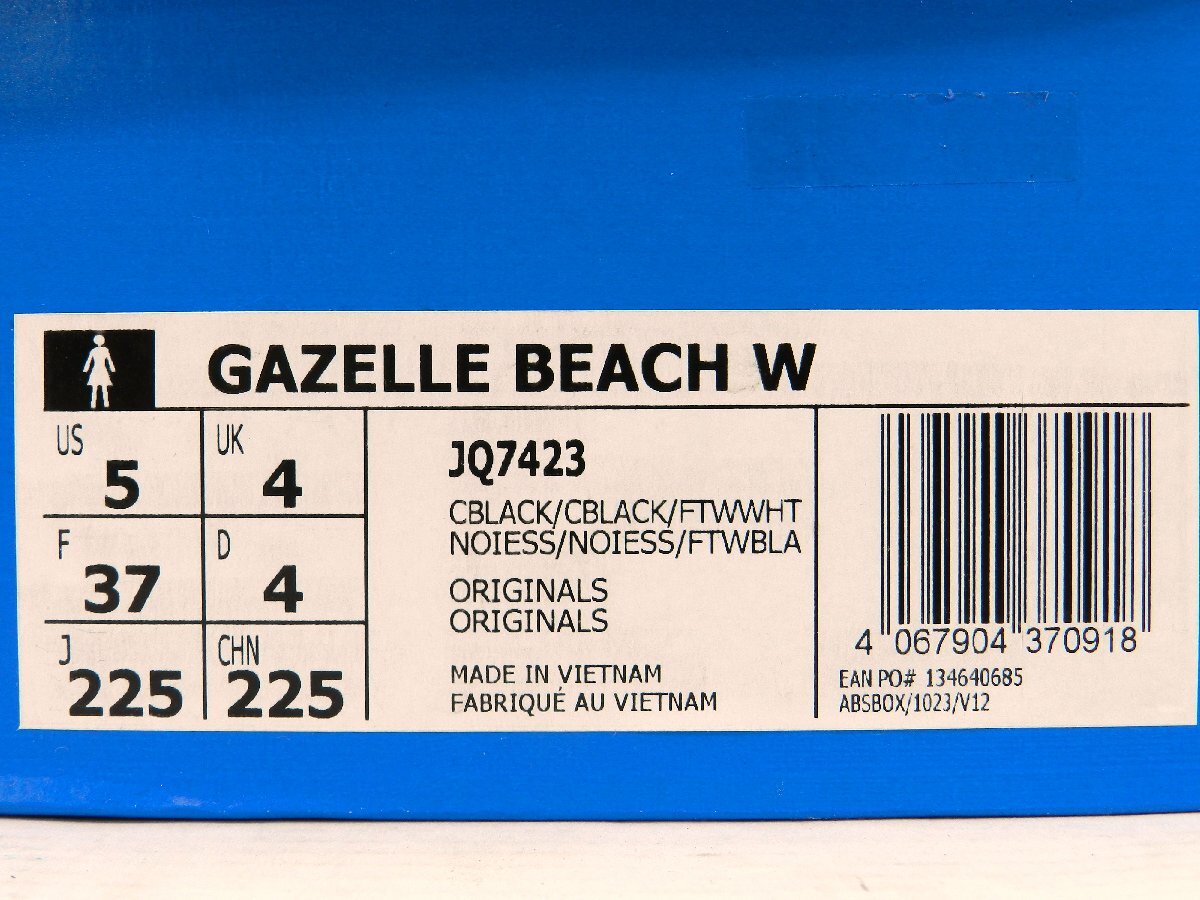 GAZELLE BEACH W
US
5
UK
4
F
37
D
4
J
225
CHN
225
JQ7423
CBLACK/CBLACK/FTWWHT
NOIESS/NOIESS/FTWBLA
ORIGINALS
ORIGINALS
MADE IN VIETNAM
FABRIQUÉ AU VIETNAM
4 067904 370918
EAN PO# 134640685
ABSBOX/1023/V12